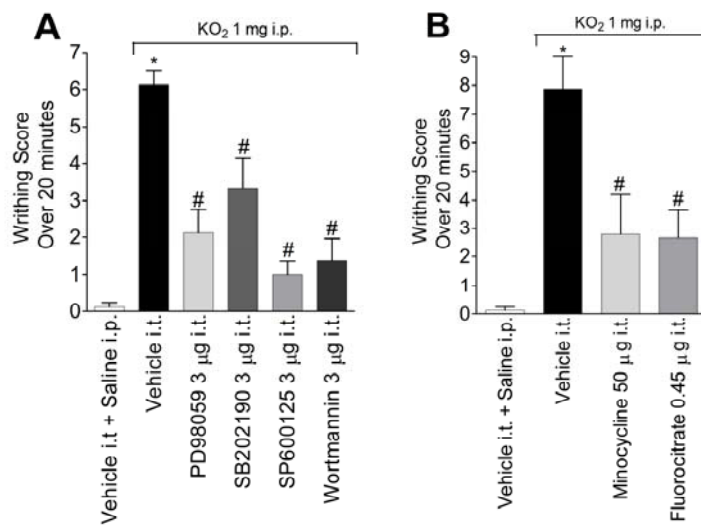 A
KO₂ 1 mg i.p.
Writhing Score
Over 20 minutes
7
6
5
4
3
2
1
0
*
#
#
#
#
Vehicle i.t + Saline i.p.
Vehicle i.t.
PD98059 3 µg i.t.
SB202190 3 µg i.t.
SP600125 3 µg i.t.
Wortmannin 3 µg i.t.
B
KO₂ 1 mg i.p.
Writhing Score
Over 20 minutes
9
8
7
6
5
4
3
2
1
0
*
#
#
Vehicle i.t. + Saline i.p.
Vehicle i.t.
Minocycline 50 µg i.t.
Fluorocitrate 0.45 µg i.t.